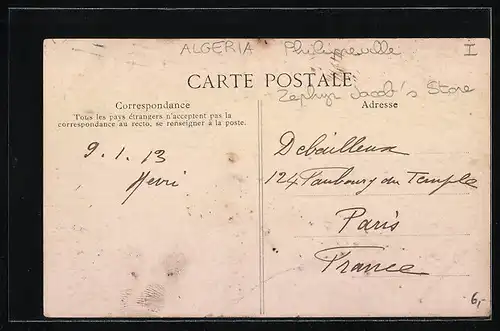 ALGERIA Philippeville I
CARTE POSTALE
Zephyr Jacob's Store
Correspondance
Tous les pays étrangers n'acceptent pas la
correspondance au recto, se renseigner à la poste.
9.1.13
Henri
Adresse
Debailleux
124 Faubourg du Temple
Paris
France
6,-